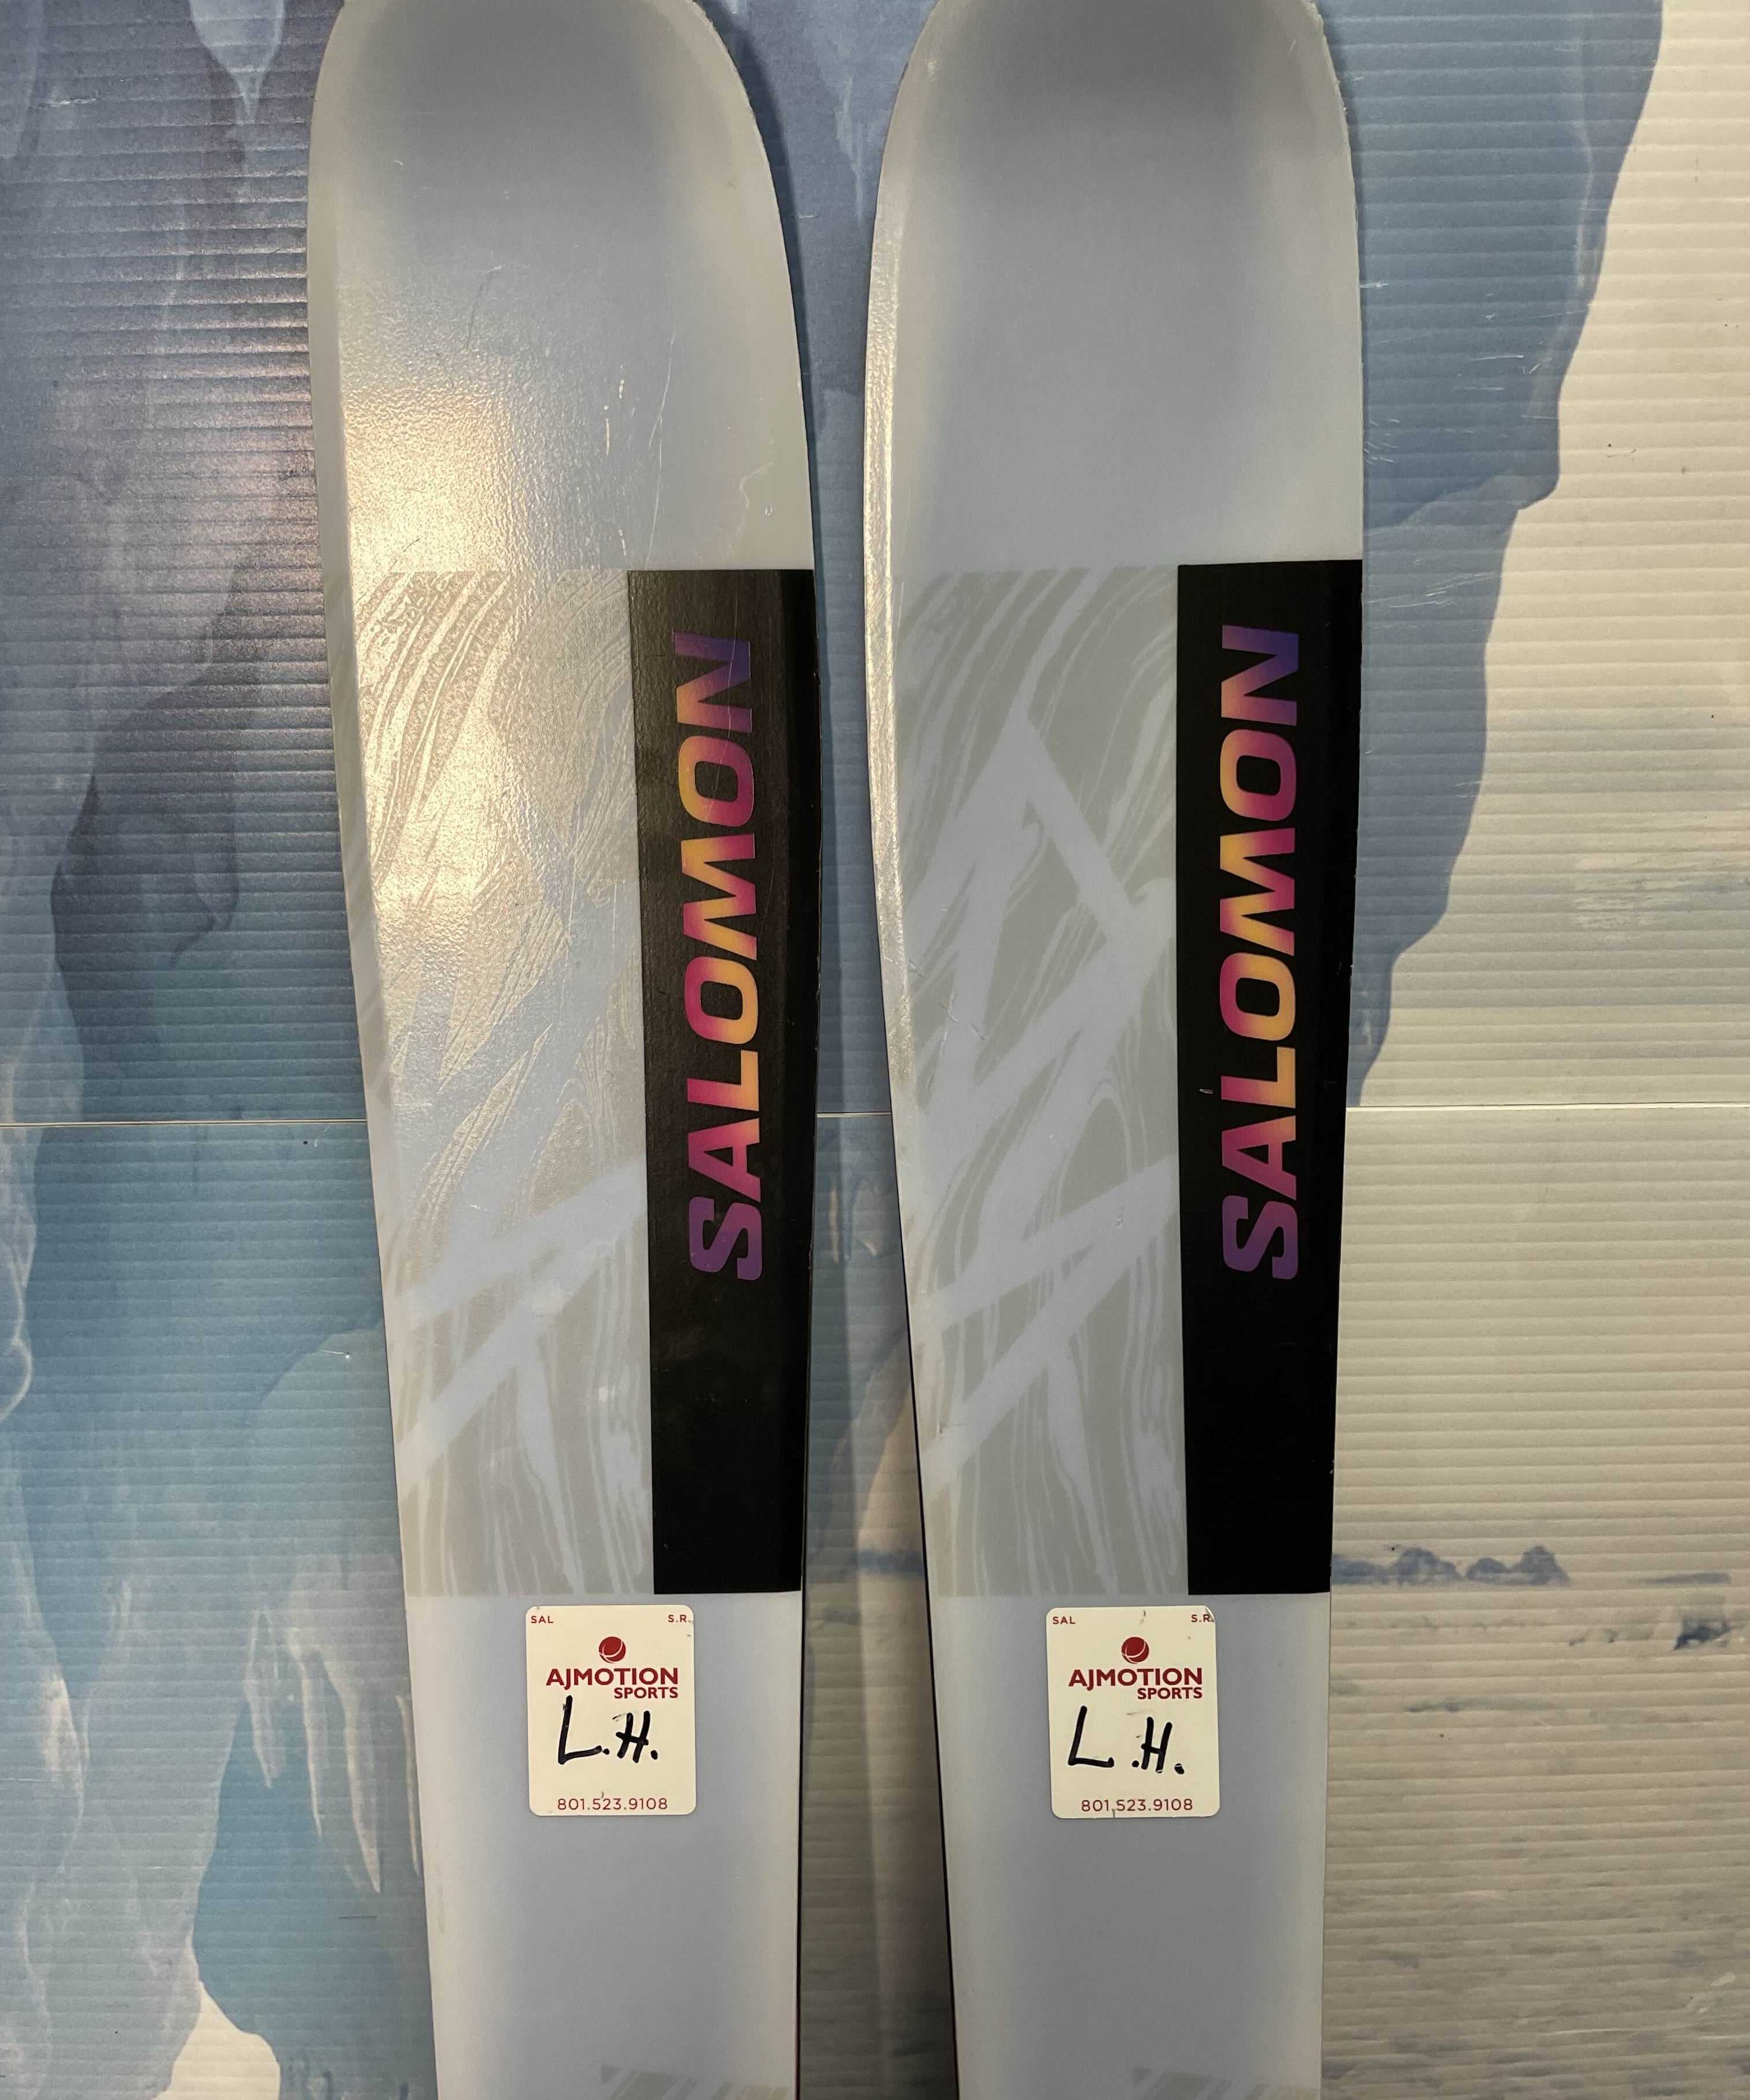 SALOMON
SALOMON
SAL S.R.
AJMOTION
SPORTS
L.H.
801.523.9108
SAL S.R.
AJMOTION
SPORTS
L.H.
801.523.9108